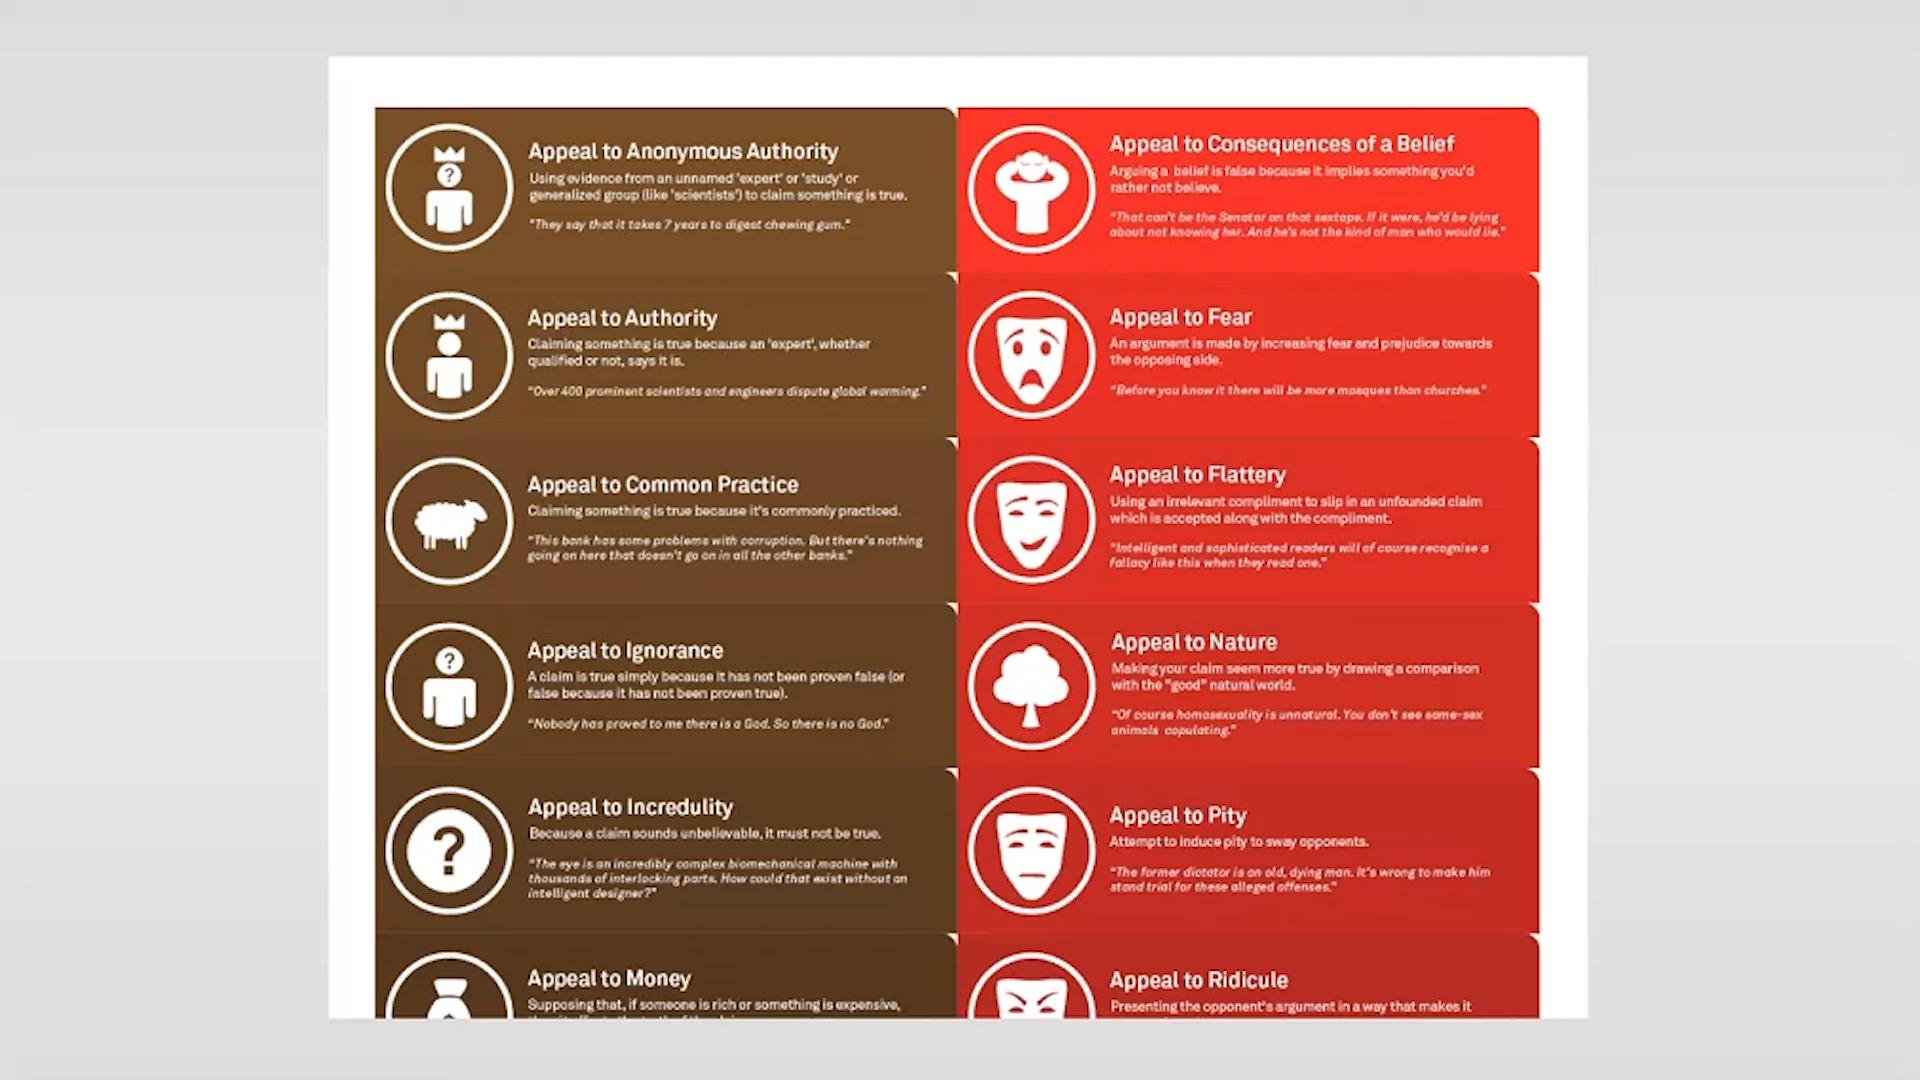 Appeal to Anonymous Authority
Using evidence from an unnamed 'expert' or 'study' or
generalized group (like 'scientists') to claim something is true.
"They say that it takes 7 years to digest chewing gum."
Appeal to Authority
Claiming something is true because an 'expert', whether
qualified or not, says it is.
"Over 400 prominent scientists and engineers dispute global warming."
Appeal to Common Practice
Claiming something is true because it's commonly practiced.
"This bank has some problems with corruption. But there's nothing
going on here that doesn't go on in all the other banks."
Appeal to Ignorance
A claim is true simply because it has not been proven false (or
false because it has not been proven true).
"Nobody has proved to me there is a God. So there is no God."
Appeal to Incredulity
Because a claim sounds unbelievable, it must not be true.
"The eye is an incredibly complex biomechanical machine with
thousands of interlocking parts. How could that exist without an
intelligent designer?"
Appeal to Money
Supposing that, if someone is rich or something is expensive,
Appeal to Consequences of a Belief
Arguing a belief is false because it implies something you'd
rather not believe.
"That can't be the Senator on that sextape. If it were, he'd be lying
about not knowing her. And he's not the kind of man who would lie."
Appeal to Fear
An argument is made by increasing fear and prejudice towards
the opposing side.
"Before you know it there will be more mosques than churches."
Appeal to Flattery
Using an irrelevant compliment to slip in an unfounded claim
which is accepted along with the compliment.
"Intelligent and sophisticated readers will of course recognise a
fallacy like this when they read one."
Appeal to Nature
Making your claim seem more true by drawing a comparison
with the "good" natural world.
"Of course homosexuality is unnatural. You don't see same-sex
animals copulating."
Appeal to Pity
Attempt to induce pity to sway opponents.
"The former dictator is an old, dying man. It's wrong to make him
stand trial for these alleged offenses."
Appeal to Ridicule
Presenting the opponent's argument in a way that makes it